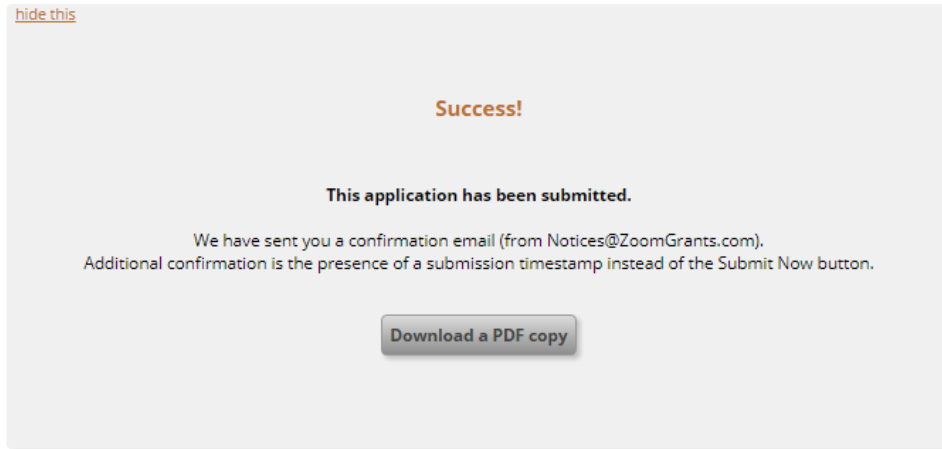 hide this
Success!
This application has been submitted.
We have sent you a confirmation email (from Notices@ZoomGrants.com).
Additional confirmation is the presence of a submission timestamp instead of the Submit Now button.
Download a PDF copy